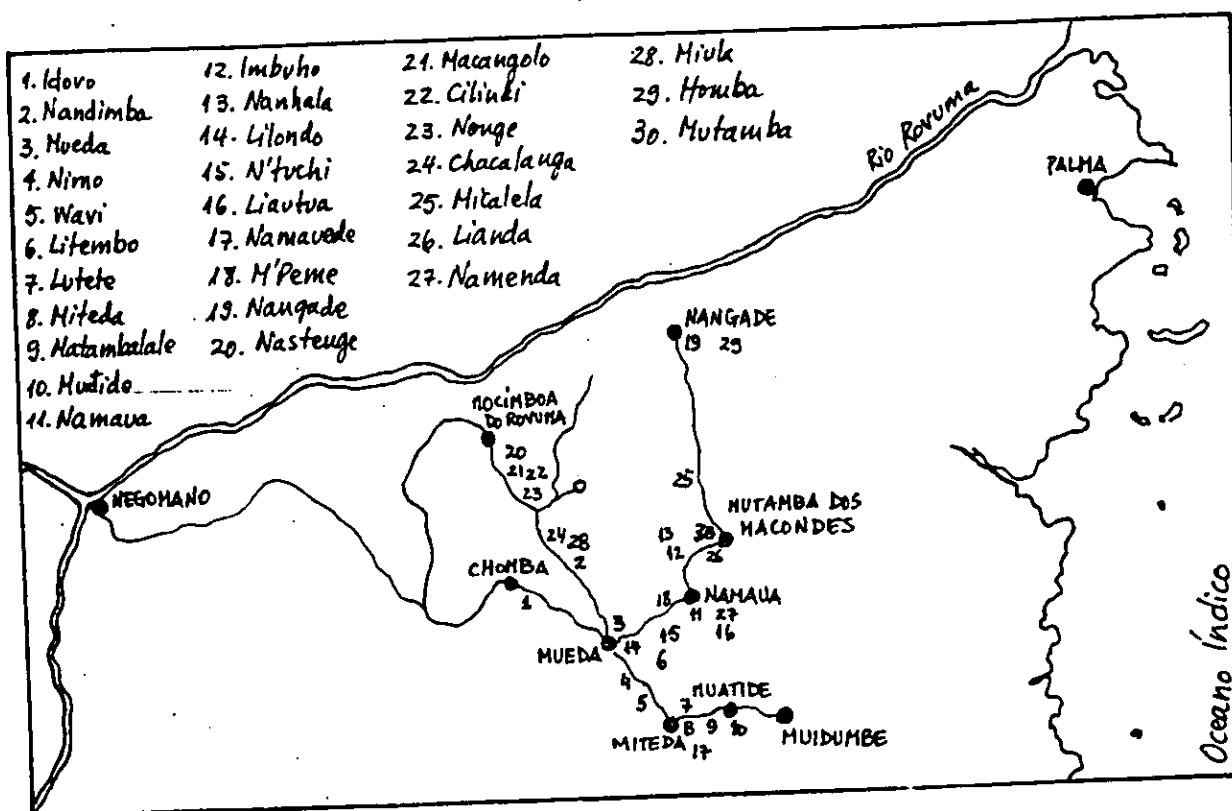 1. Idovo
2. Nandimba
3. Mueda
4. Nimo
5. Wavi
6. Litembo
7. Lutete
8. Miteda
9. Matambalale
10. Muatide
11. Namaua
12. Imbuho
13. Nanhala
14. Lilondo
15. N'tuchi
16. Liautua
17. Namavede
18. M'Peme
19. Nangade
20. Nastenge
21. Macangolo
22. Cilindi
23. Nonge
24. Chacalanga
25. Mitalela
26. Lianda
27. Namenda
28. Miula
29. Homba
30. Mutamba
Rio Rovuma
PALMA
NANGADE
19 29
MOCÍMBOA
DO ROVUMA
20
21 22
23
25
NEGOMANO
MUTAMBA DOS
MACONDES
13 30
12 26
24 28
2
CHOMBA
1
18
NAMAUA
11 27
16
3
14
15
6
MUEDA
4
5
7
MUATIDE
8 9 10
MITEDA
17
MUIDUMBE
Oceano Índico